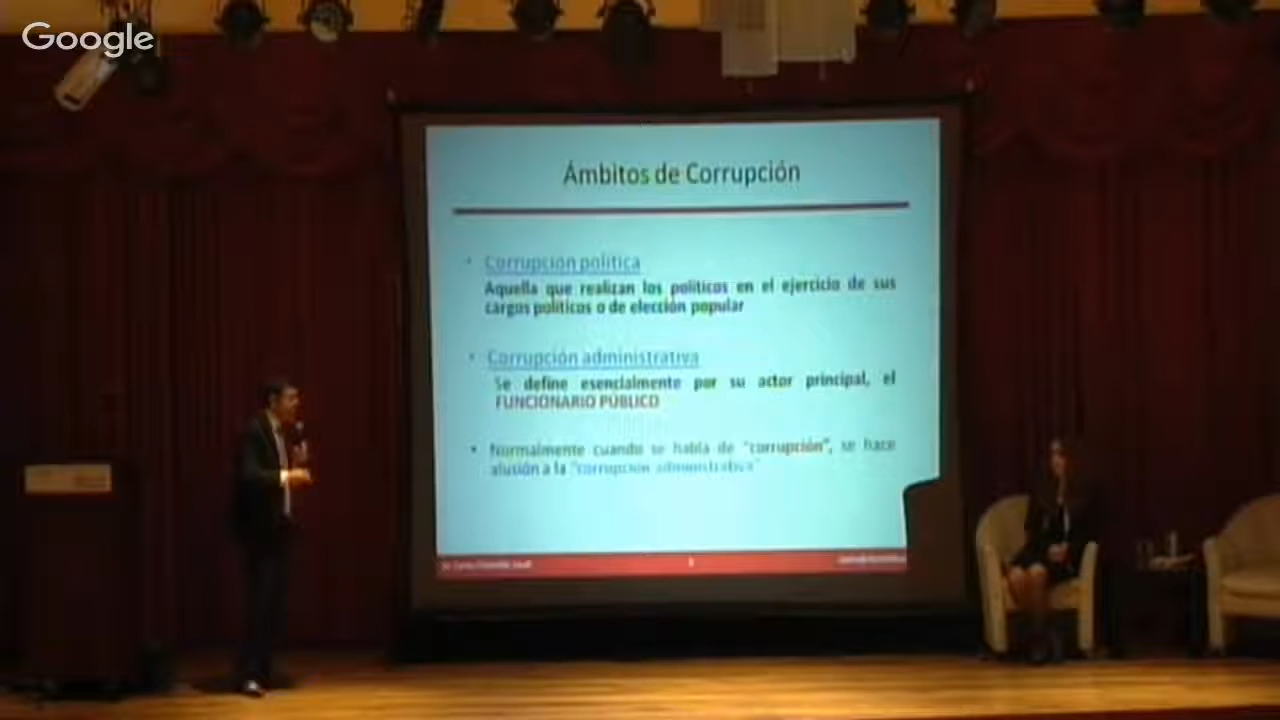 Google
Ámbitos de Corrupción
• Corrupción política
Aquella que realizan los políticos en el ejercicio de sus
cargos políticos o de elección popular
• Corrupción administrativa
Se define esencialmente por su actor principal, el
FUNCIONARIO PÚBLICO
• Normalmente cuando se habla de "corrupción", se hace
alusión a la "corrupción administrativa"